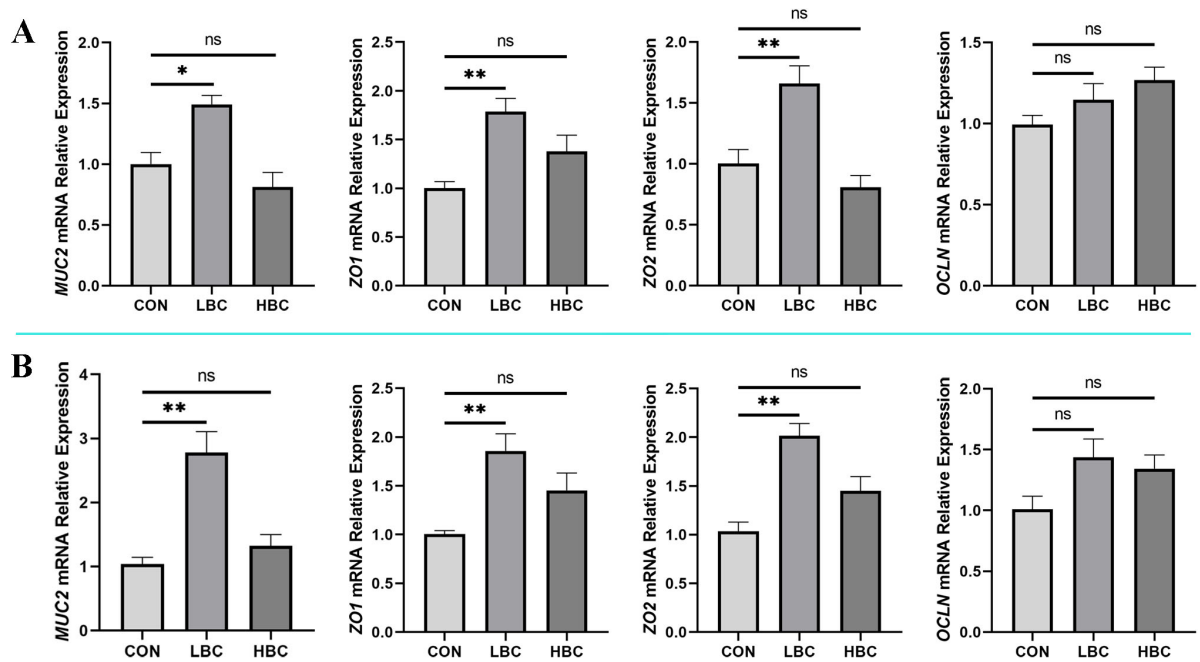 A
MUC2 mRNA Relative Expression
2.0
1.5
1.0
0.5
0.0
ns
*
CON LBC HBC
ZO1 mRNA Relative Expression
2.5
2.0
1.5
1.0
0.5
0.0
ns
**
CON LBC HBC
ZO2 mRNA Relative Expression
2.0
1.5
1.0
0.5
0.0
ns
**
CON LBC HBC
OCLN mRNA Relative Expression
1.5
1.0
0.5
0.0
ns
ns
CON LBC HBC
B
MUC2 mRNA Relative Expression
4
3
2
1
0
ns
**
CON LBC HBC
ZO1 mRNA Relative Expression
2.5
2.0
1.5
1.0
0.5
0.0
ns
**
CON LBC HBC
ZO2 mRNA Relative Expression
2.5
2.0
1.5
1.0
0.5
0.0
ns
**
CON LBC HBC
OCLN mRNA Relative Expression
2.0
1.5
1.0
0.5
0.0
ns
ns
CON LBC HBC